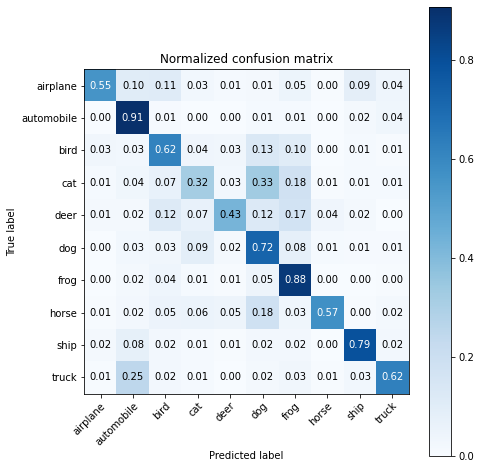 Normalized confusion matrix
True label
airplane 0.55 0.10 0.11 0.03 0.01 0.01 0.05 0.00 0.09 0.04
automobile 0.00 0.91 0.01 0.00 0.00 0.01 0.01 0.00 0.02 0.04
bird 0.03 0.03 0.62 0.04 0.03 0.13 0.10 0.00 0.01 0.01
cat 0.01 0.04 0.07 0.32 0.03 0.33 0.18 0.01 0.01 0.01
deer 0.01 0.02 0.12 0.07 0.43 0.12 0.17 0.04 0.02 0.00
dog 0.00 0.03 0.03 0.09 0.02 0.72 0.08 0.01 0.01 0.01
frog 0.00 0.02 0.04 0.01 0.01 0.05 0.88 0.00 0.00 0.00
horse 0.01 0.02 0.05 0.06 0.05 0.18 0.03 0.57 0.00 0.02
ship 0.02 0.08 0.02 0.01 0.01 0.02 0.02 0.00 0.79 0.02
truck 0.01 0.25 0.02 0.01 0.00 0.02 0.03 0.01 0.03 0.62
airplane automobile bird cat deer dog frog horse ship truck
Predicted label
0.8
0.6
0.4
0.2
0.0